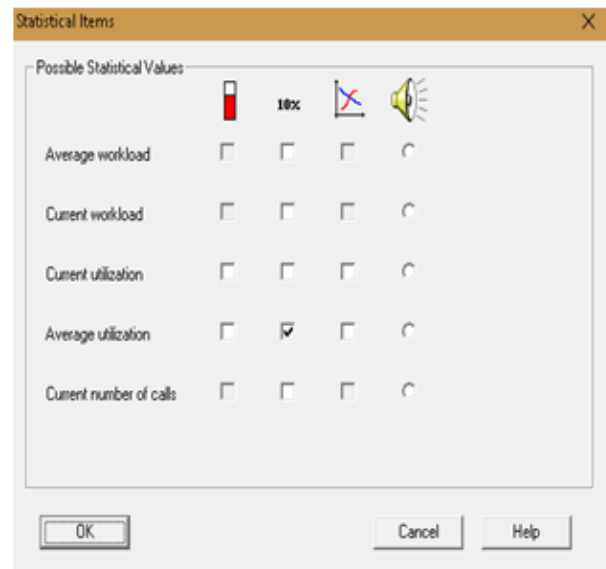 Statistical Items
Possible Statistical Values
10%
Average workload
Current workload
Current utilization
Average utilization
Current number of calls
OK Cancel Help